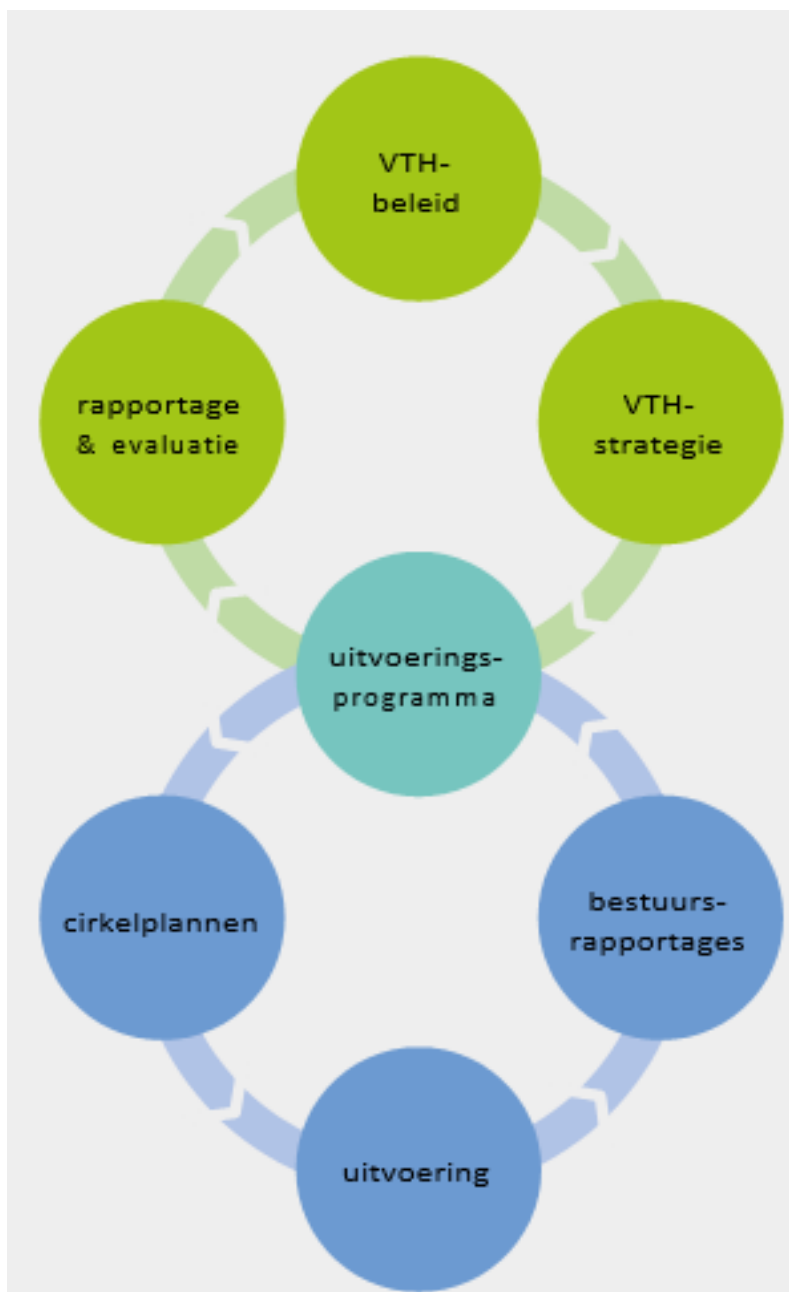 VTH-
beleid
rapportage
& evaluatie
VTH-
strategie
uitvoerings-
programma
cirkelplannen
bestuurs-
rapportages
uitvoering